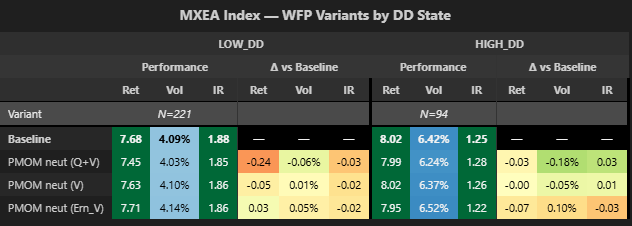 MXEA Index — WFP Variants by DD State
LOW_DD HIGH_DD
Performance Δ vs Baseline Performance Δ vs Baseline
Ret Vol IR Ret Vol IR Ret Vol IR Ret Vol IR
Variant N=221 N=94
Baseline 7.68 4.09% 1.88 — — — 8.02 6.42% 1.25 — — —
PMOM neut (Q+V) 7.45 4.03% 1.85 -0.24 -0.06% -0.03 7.99 6.24% 1.28 -0.03 -0.18% 0.03
PMOM neut (V) 7.63 4.10% 1.86 -0.05 0.01% -0.02 8.02 6.37% 1.26 -0.00 -0.05% 0.01
PMOM neut (Ern_V) 7.71 4.14% 1.86 0.03 0.05% -0.02 7.95 6.52% 1.22 -0.07 0.10% -0.03